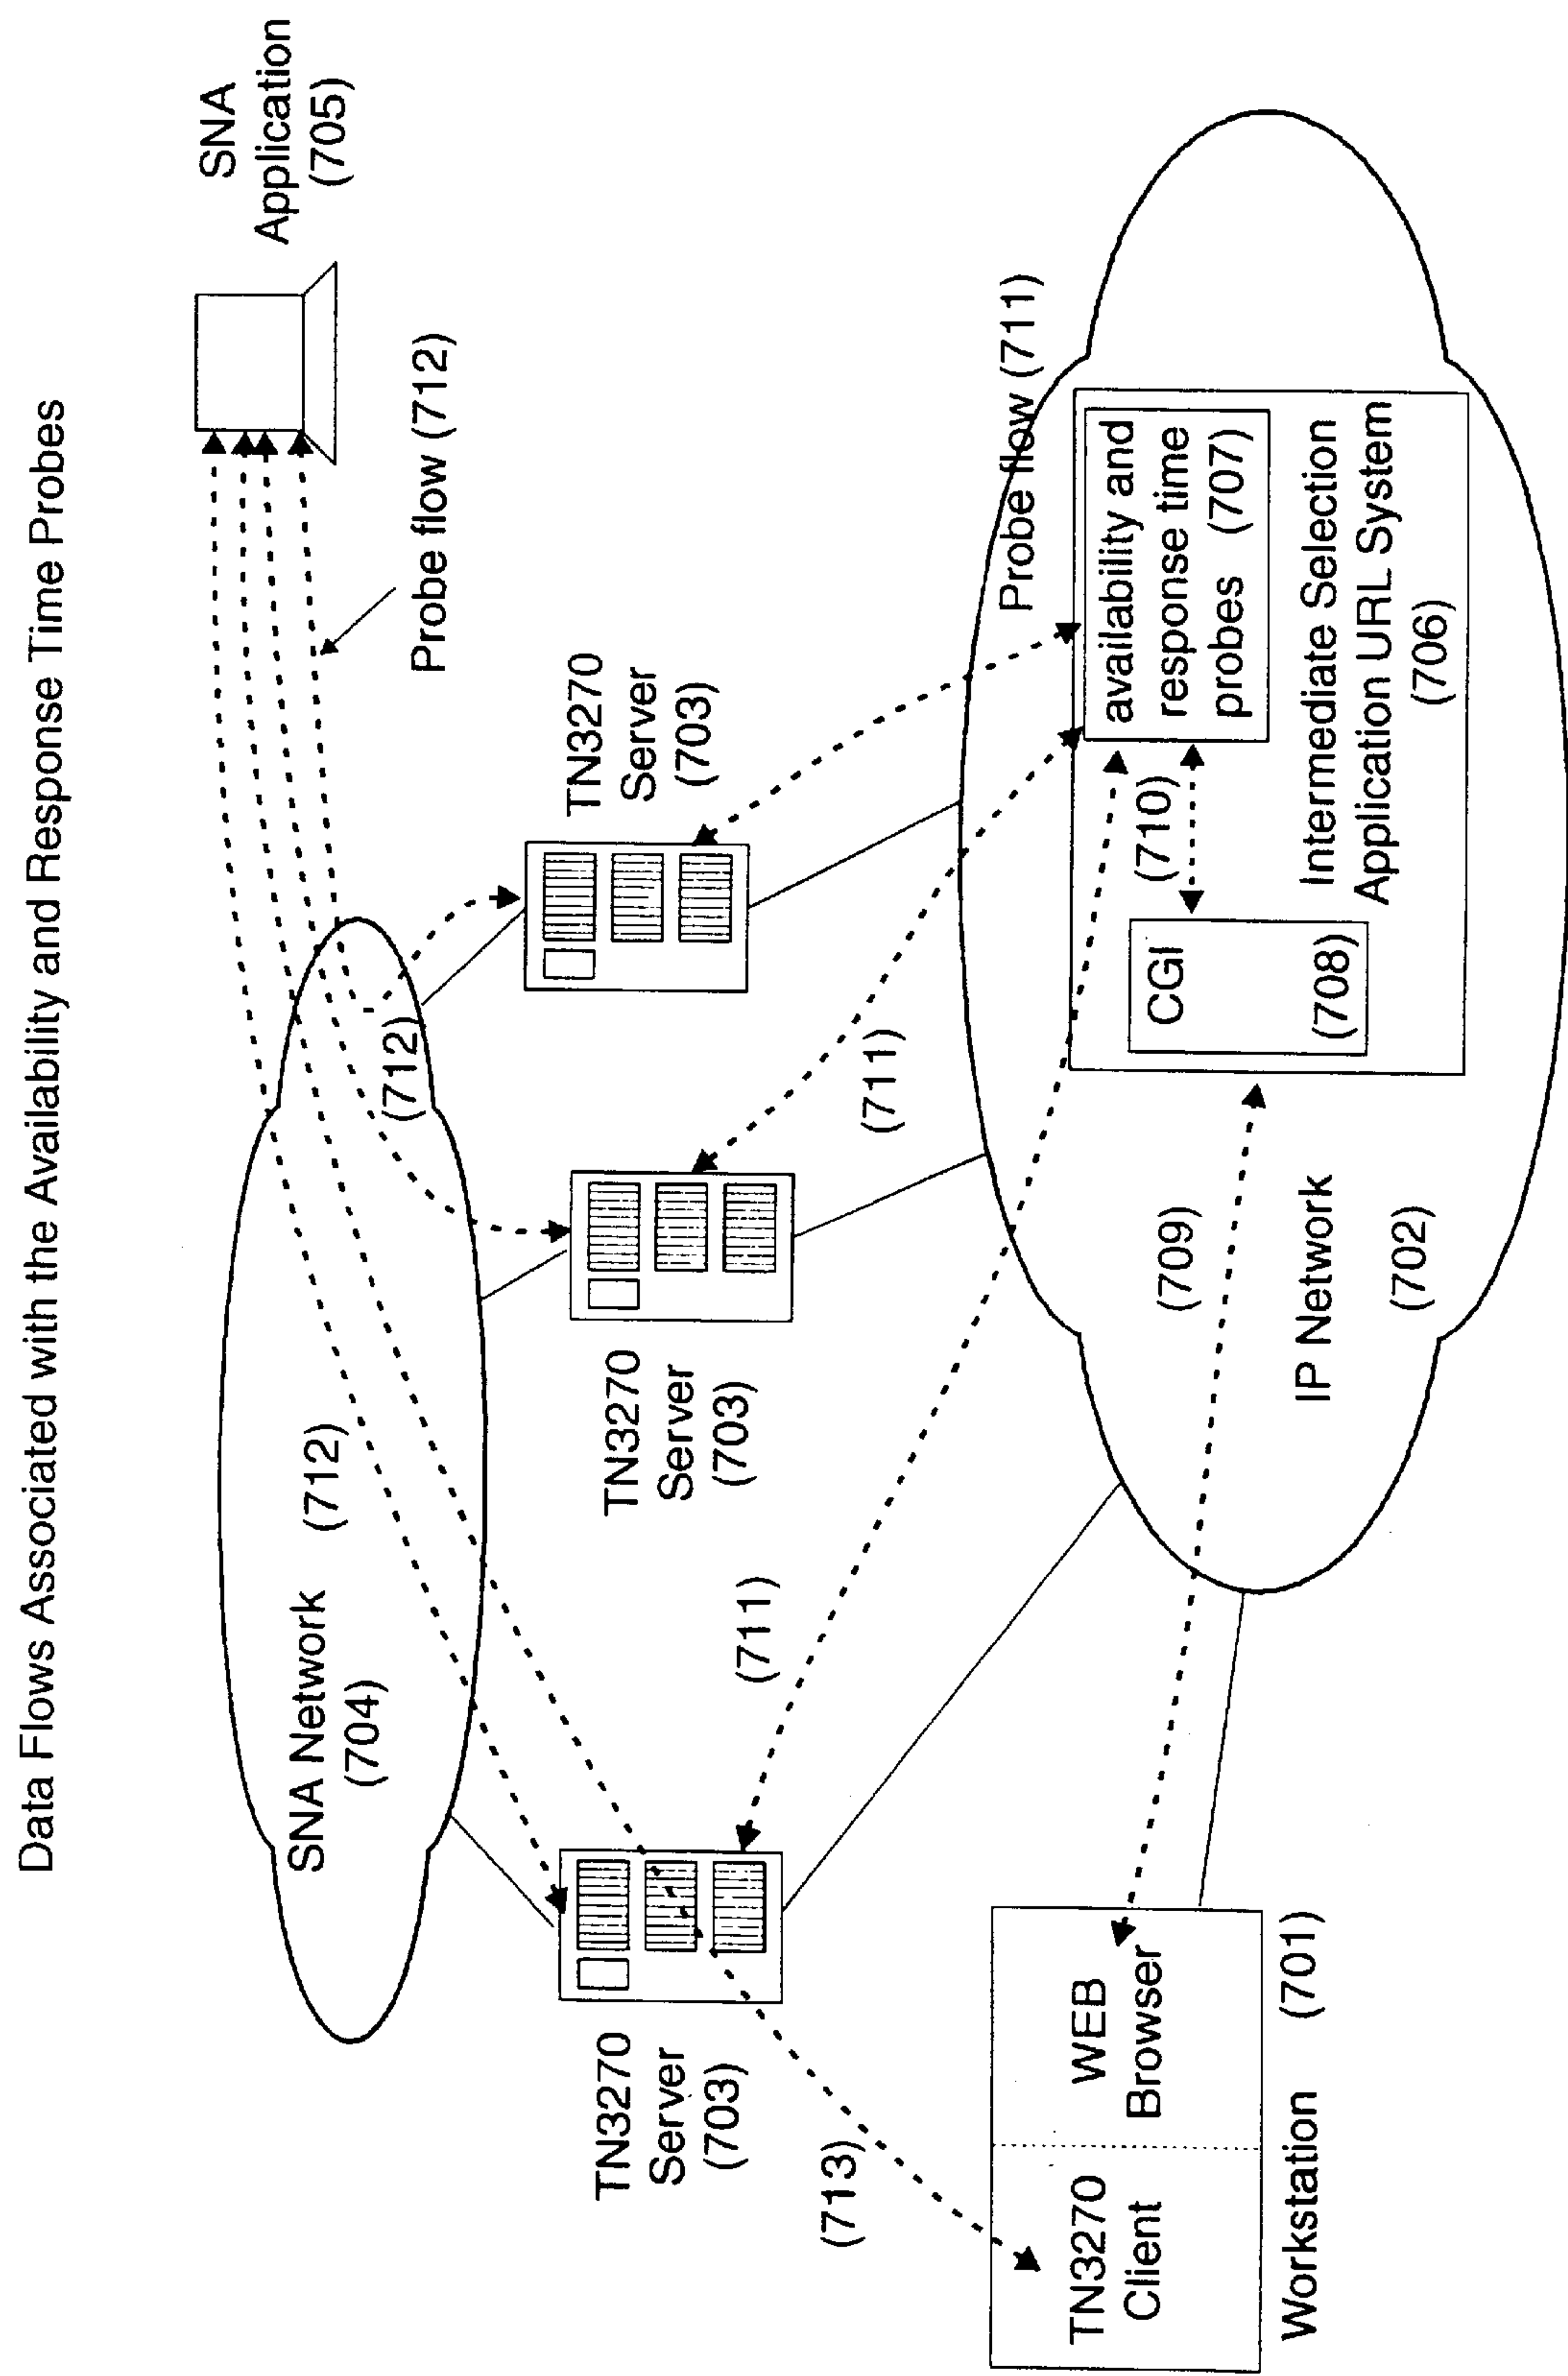 Data Flows Associated with the Availability and Response Time Probes
SNA
Application
(705)
Probe flow (712)
SNA Network
(704)
(712)
(712)
TN3270
Server
(703)
TN3270
Server
(703)
TN3270
Server
(703)
(711)
(711)
Probe flow (711)
(713)
TN3270
Client
WEB
Browser
Workstation (701)
(709)
IP Network
(702)
CGI
(708)
(710)
availability and
response time
probes (707)
Intermediate Selection
Application URL System
(706)